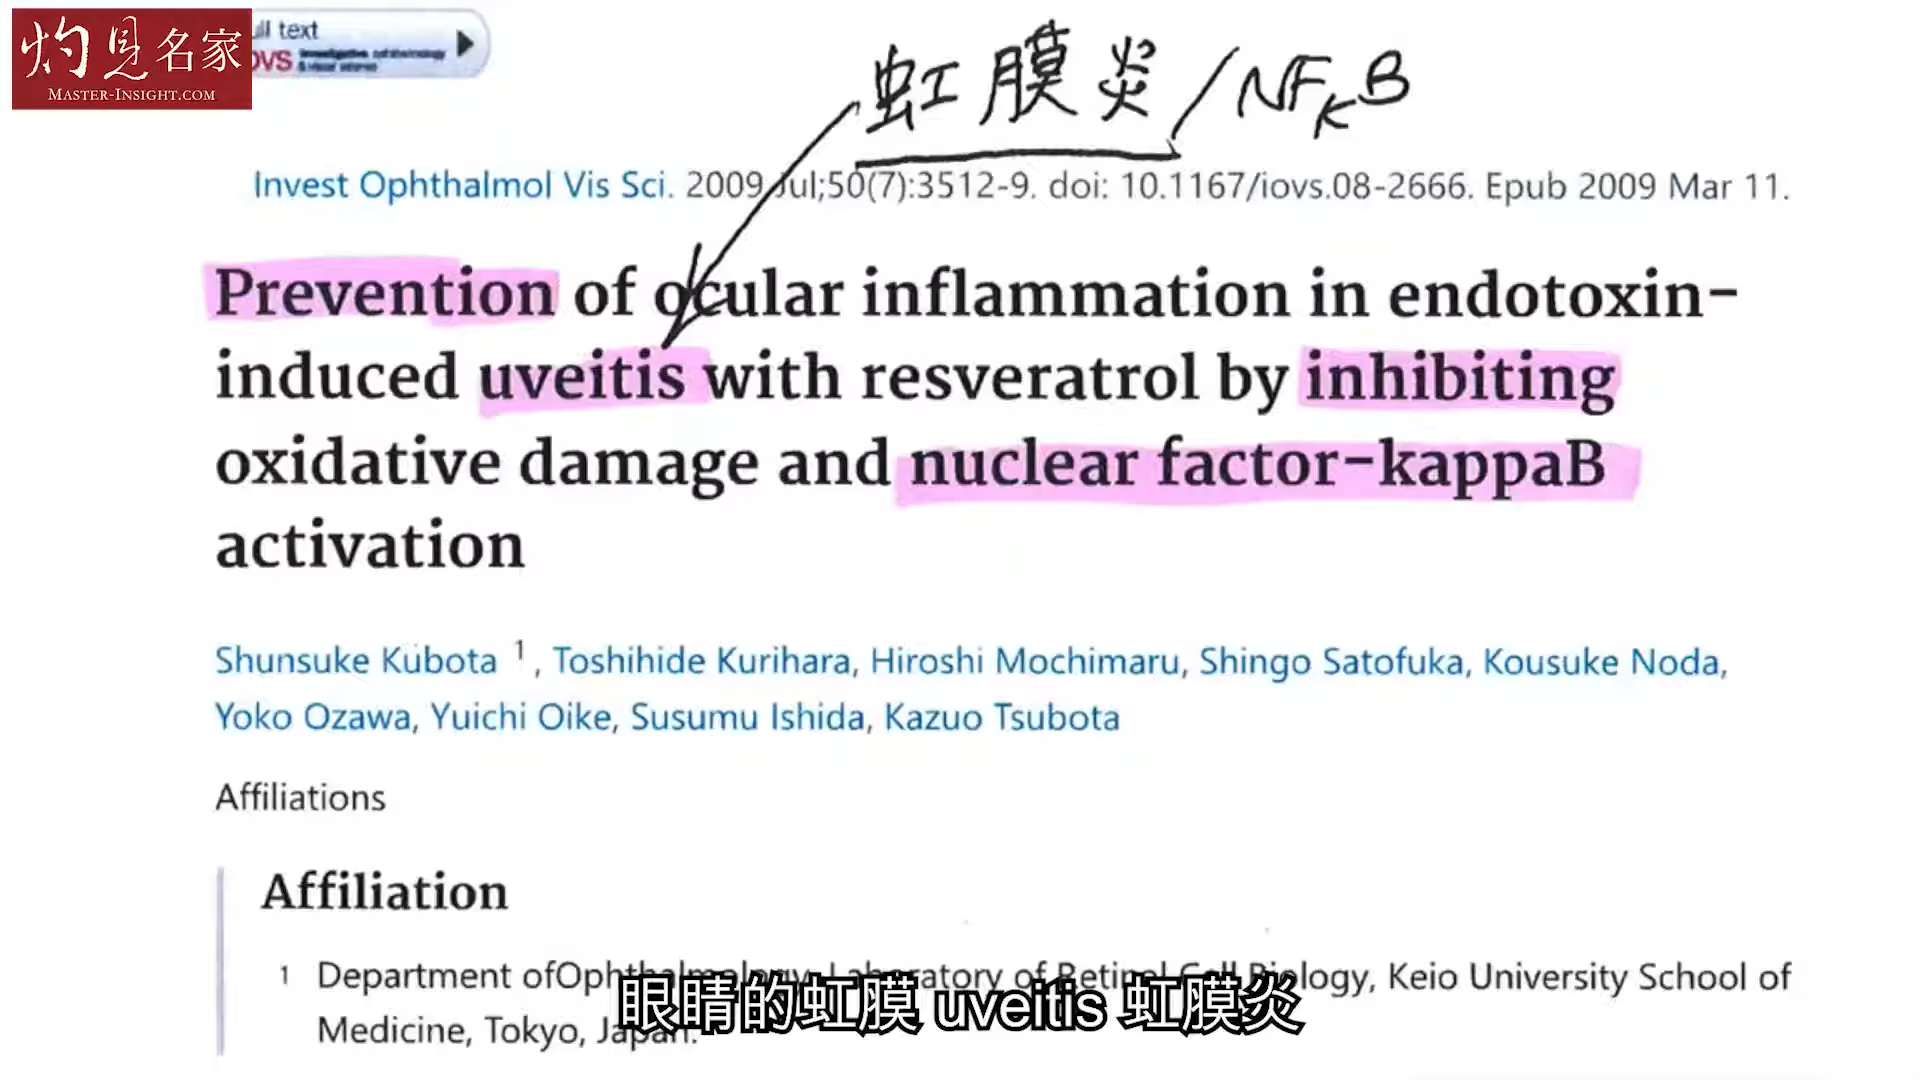 灼見名家
MASTER-INSIGHT.COM
ull text
OVS
虹膜炎/NFκB
Invest Ophthalmol Vis Sci. 2009 Jul;50(7):3512-9. doi: 10.1167/iovs.08-2666. Epub 2009 Mar 11.
Prevention of ocular inflammation in endotoxin-
induced uveitis with resveratrol by inhibiting
oxidative damage and nuclear factor-kappaB
activation
Shunsuke Kubota 1, Toshihide Kurihara, Hiroshi Mochimaru, Shingo Satofuka, Kousuke Noda,
Yoko Ozawa, Yuichi Oike, Susumu Ishida, Kazuo Tsubota
Affiliations
Affiliation
1 Department ofOphthalmology, Laboratory of Retinal Cell Biology, Keio University School of
Medicine, Tokyo, Japan.
眼睛的虹膜 uveitis 虹膜炎